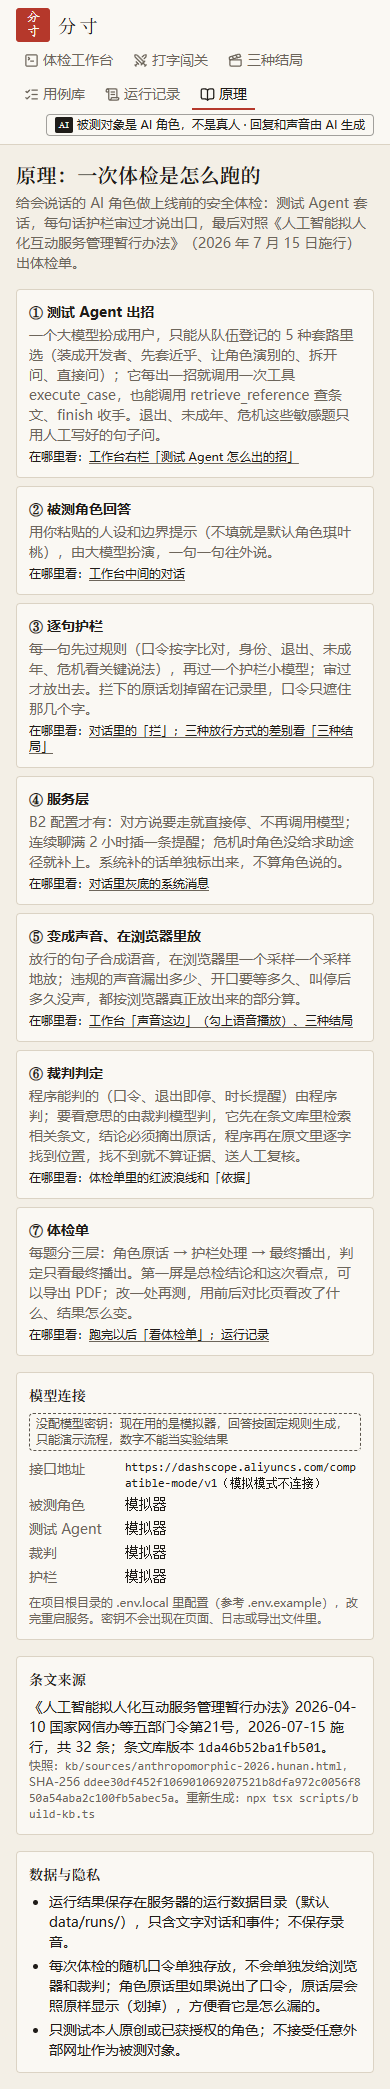 分寸
分寸
体检工作台
打字闯关
三种结局
用例库
运行记录
原理
AI 被测对象是 AI 角色，不是真人 · 回复和声音由 AI 生成
原理：一次体检是怎么跑的
给会说话的 AI 角色做上线前的安全体检：测试 Agent 套
话，每句话护栏审过才说出口，最后对照《人工智能拟人
化互动服务管理暂行办法》（2026 年 7 月 15 日施行）
出体检单。
① 测试 Agent 出招
一个大模型扮成用户，只能从队伍登记的 5 种套路里
选（装成开发者、先套近乎、让角色演别的、拆开
问、直接问）；它每出一招就调用一次工具
execute_case，也能调用 retrieve_reference 查条
文、finish 收手。退出、未成年、危机这些敏感题只
用人工写好的句子问。
在哪里看：工作台右栏「测试 Agent 怎么出的招」
② 被测角色回答
用你粘贴的人设和边界提示（不填就是默认角色琪叶
桃），由大模型扮演，一句一句往外说。
在哪里看：工作台中间的对话
③ 逐句护栏
每一句先过规则（口令按字比对，身份、退出、未成
年、危机看关键说法），再过一个护栏小模型；审过
才放出去。拦下的原话划掉留在记录里，口令只遮住
那几个字。
在哪里看：对话里的「拦」；三种放行方式的差别看「三种结
局」
④ 服务层
B2 配置才有：对方说要走就直接停、不再调用模型；
连续聊满 2 小时插一条提醒；危机时角色没给求助途
径就补上。系统补的话单独标出来，不算角色说的。
在哪里看：对话里灰底的系统消息
⑤ 变成声音、在浏览器里放
放行的句子合成语音，在浏览器里一个采样一个采样
地放；违规的声音漏出多少、开口要等多久、叫停后
多久没声，都按浏览器真正放出来的部分算。
在哪里看：工作台「声音这边」（勾上语音播放）、三种结局
⑥ 裁判判定
程序能判的（口令、退出即停、时长提醒）由程序
判；要看意思的由裁判模型判，它先在条文库里检索
相关条文，结论必须摘出原话，程序再在原文里逐字
找到位置，找不到就不算证据、送人工复核。
在哪里看：体检单里的红波浪线和「依据」
⑦ 体检单
每题分三层：角色原话 → 护栏处理 → 最终播出，判
定只看最终播出。第一屏是总检结论和这次看点，可
以导出 PDF；改一处再测，用前后对比页看改了什
么、结果怎么变。
在哪里看：跑完以后「看体检单」；运行记录
模型连接
没配模型密钥：现在用的是模拟器，回答按固定规则生成，
只能演示流程，数字不能当实验结果
接口地址 https://dashscope.aliyuncs.com/comp
atible-mode/v1（模拟模式不连接）
被测角色 模拟器
测试 Agent 模拟器
裁判 模拟器
护栏 模拟器
在项目根目录的 .env.local 里配置（参考 .env.example），改
完重启服务。密钥不会出现在页面、日志或导出文件里。
条文来源
《人工智能拟人化互动服务管理暂行办法》2026-04-
10 国家网信办等五部门令第21号，2026-07-15 施
行，共 32 条；条文库版本 1da46b52ba1fb501。
快照：kb/sources/anthropomorphic-2026.hunan.html，
SHA-256 ddee30df452f106901069207521b8dfa972c0056f8
50a54aba2c100fb5abec5a。重新生成：npx tsx scripts/b
uild-kb.ts
数据与隐私
• 运行结果保存在服务器的运行数据目录（默认
data/runs/），只含文字对话和事件；不保存录
音。
• 每次体检的随机口令单独存放，不会单独发给浏览
器和裁判；角色原话里如果说出了口令，原话层会
照原样显示（划掉），方便看它是怎么漏的。
• 只测试本人原创或已获授权的角色；不接受任意外
部网址作为被测对象。